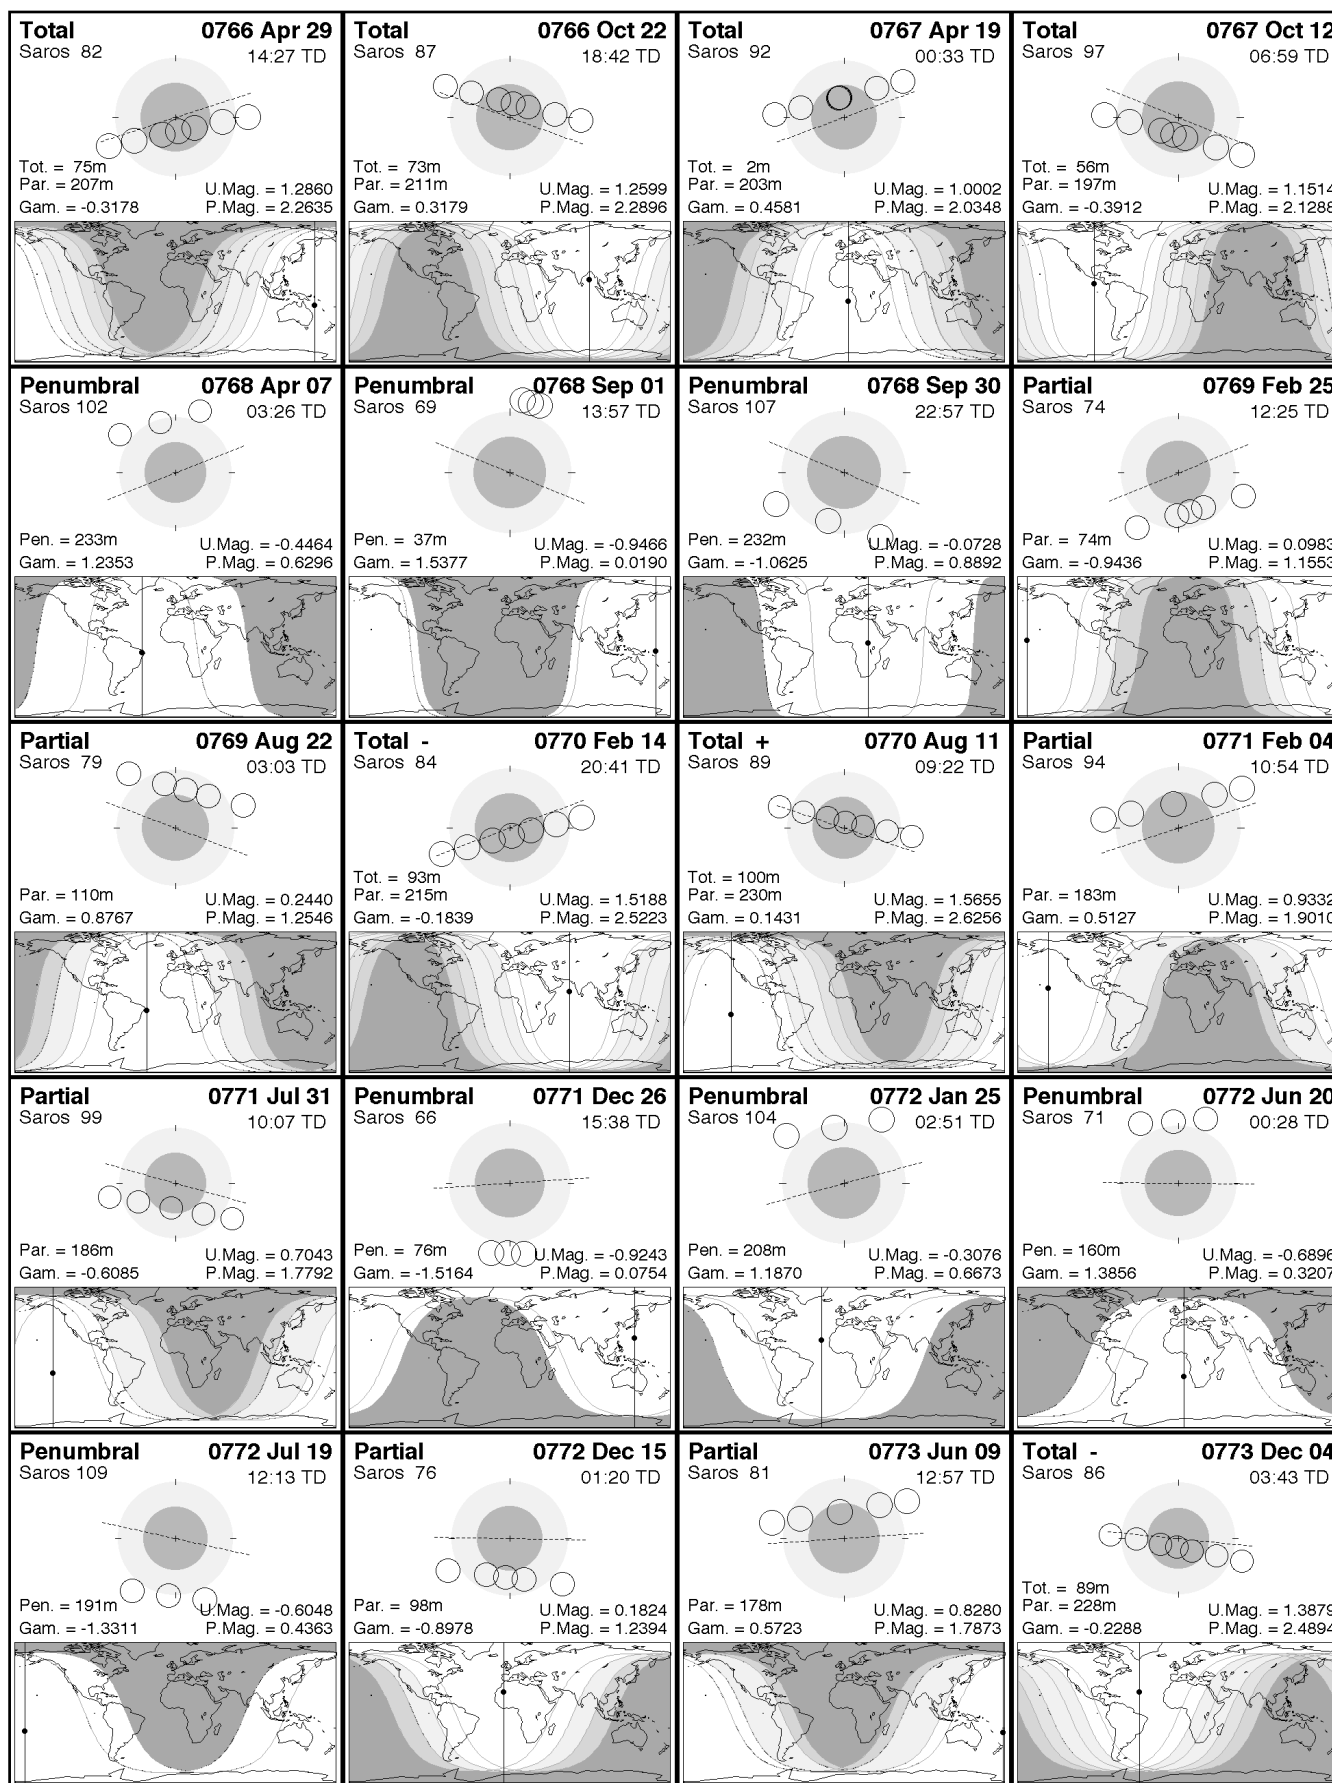 Total 0766 Apr 29
Saros 82 14:27 TD
Tot. = 75m
Par. = 207m U.Mag. = 1.2860
Gam. = -0.3178 P.Mag. = 2.2635
Total 0766 Oct 22
Saros 87 18:42 TD
Tot. = 73m
Par. = 211m U.Mag. = 1.2599
Gam. = 0.3179 P.Mag. = 2.2896
Total 0767 Apr 19
Saros 92 00:33 TD
Tot. = 2m
Par. = 203m U.Mag. = 1.0002
Gam. = 0.4581 P.Mag. = 2.0348
Total 0767 Oct 12
Saros 97 06:59 TD
Tot. = 56m
Par. = 197m U.Mag. = 1.1514
Gam. = -0.3912 P.Mag. = 2.1288
Penumbral 0768 Apr 07
Saros 102 03:26 TD
Pen. = 233m U.Mag. = -0.4464
Gam. = 1.2353 P.Mag. = 0.6296
Penumbral 0768 Sep 01
Saros 69 13:57 TD
Pen. = 37m U.Mag. = -0.9466
Gam. = 1.5377 P.Mag. = 0.0190
Penumbral 0768 Sep 30
Saros 107 22:57 TD
Pen. = 232m U.Mag. = -0.0728
Gam. = -1.0625 P.Mag. = 0.8892
Partial 0769 Feb 25
Saros 74 12:25 TD
Par. = 74m U.Mag. = 0.0983
Gam. = -0.9436 P.Mag. = 1.1553
Partial 0769 Aug 22
Saros 79 03:03 TD
Par. = 110m U.Mag. = 0.2440
Gam. = 0.8767 P.Mag. = 1.2546
Total - 0770 Feb 14
Saros 84 20:41 TD
Tot. = 93m
Par. = 215m U.Mag. = 1.5188
Gam. = -0.1839 P.Mag. = 2.5223
Total + 0770 Aug 11
Saros 89 09:22 TD
Tot. = 100m
Par. = 230m U.Mag. = 1.5655
Gam. = 0.1431 P.Mag. = 2.6256
Partial 0771 Feb 04
Saros 94 10:54 TD
Par. = 183m U.Mag. = 0.9332
Gam. = 0.5127 P.Mag. = 1.9010
Partial 0771 Jul 31
Saros 99 10:07 TD
Par. = 186m U.Mag. = 0.7043
Gam. = -0.6085 P.Mag. = 1.7792
Penumbral 0771 Dec 26
Saros 66 15:38 TD
Pen. = 76m U.Mag. = -0.9243
Gam. = -1.5164 P.Mag. = 0.0754
Penumbral 0772 Jan 25
Saros 104 02:51 TD
Pen. = 208m U.Mag. = -0.3076
Gam. = 1.1870 P.Mag. = 0.6673
Penumbral 0772 Jun 20
Saros 71 00:28 TD
Pen. = 160m U.Mag. = -0.6896
Gam. = 1.3856 P.Mag. = 0.3207
Penumbral 0772 Jul 19
Saros 109 12:13 TD
Pen. = 191m U.Mag. = -0.6048
Gam. = -1.3311 P.Mag. = 0.4363
Partial 0772 Dec 15
Saros 76 01:20 TD
Par. = 98m U.Mag. = 0.1824
Gam. = -0.8978 P.Mag. = 1.2394
Partial 0773 Jun 09
Saros 81 12:57 TD
Par. = 178m U.Mag. = 0.8280
Gam. = 0.5723 P.Mag. = 1.7873
Total - 0773 Dec 04
Saros 86 03:43 TD
Tot. = 89m
Par. = 228m U.Mag. = 1.3879
Gam. = -0.2288 P.Mag. = 2.4894